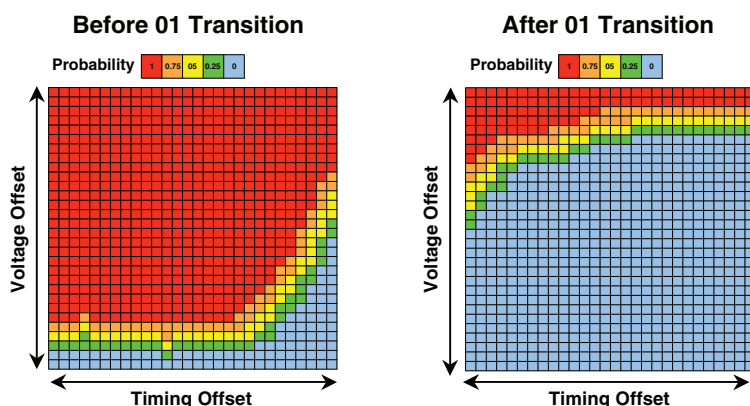 Before 01 Transition
Probability 1 0.75 05 0.25 0
Voltage Offset
Timing Offset
After 01 Transition
Probability 1 0.75 05 0.25 0
Voltage Offset
Timing Offset